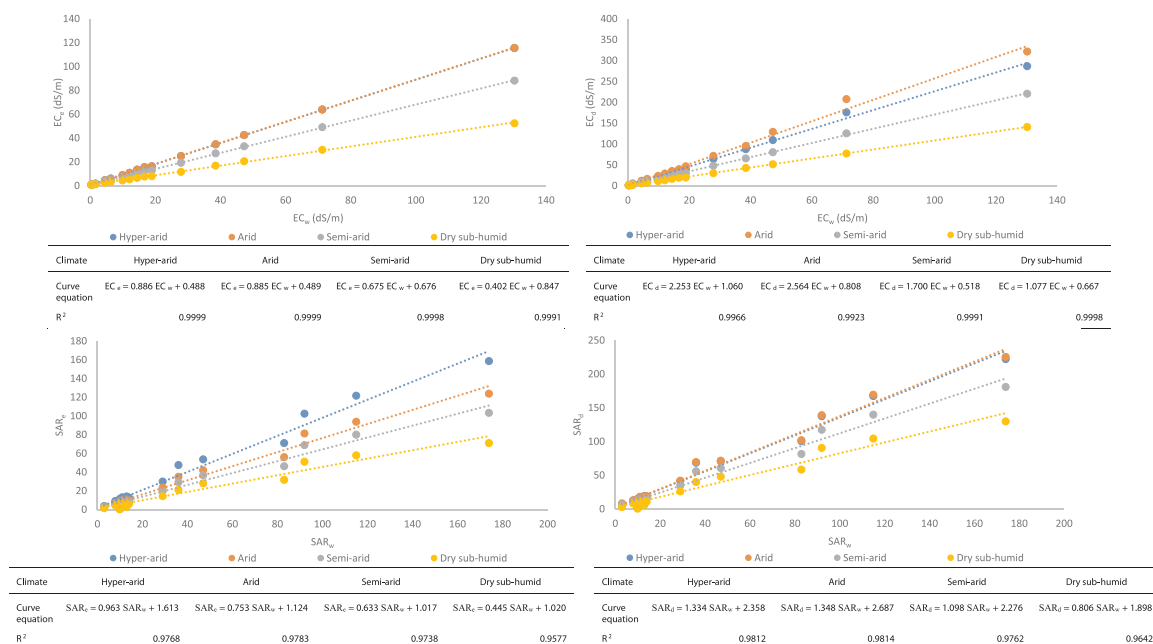 140
120
100
80
60
40
20
0
ECe (dS/m)
0 20 40 60 80 100 120 140
ECw (dS/m)
Hyper-arid Arid Semi-arid Dry sub-humid
Climate Hyper-arid Arid Semi-arid Dry sub-humid
Curve equation EC e = 0.886 EC w + 0.488 EC e = 0.885 EC w + 0.489 EC e = 0.675 EC w + 0.676 EC e = 0.402 EC w + 0.847
R2 0.9999 0.9999 0.9998 0.9991
400
350
300
250
200
150
100
50
0
ECd (dS/m)
0 20 40 60 80 100 120 140
ECw (dS/m)
Hyper-arid Arid Semi-arid Dry sub-humid
Climate Hyper-arid Arid Semi-arid Dry sub-humid
Curve equation EC d = 2.253 EC w + 1.060 EC d = 2.564 EC w + 0.808 EC d = 1.700 EC w + 0.518 EC d = 1.077 EC w + 0.667
R2 0.9966 0.9923 0.9991 0.9998
180
160
140
120
100
80
60
40
20
0
SARe
0 20 40 60 80 100 120 140 160 180 200
SARw
Hyper-arid Arid Semi-arid Dry sub-humid
Climate Hyper-arid Arid Semi-arid Dry sub-humid
Curve equation SARe = 0.963 SARw + 1.613 SARe = 0.753 SARw + 1.124 SARe = 0.633 SARw + 1.017 SARe = 0.445 SARw + 1.020
R2 0.9768 0.9783 0.9738 0.9577
250
200
150
100
50
0
SARd
0 20 40 60 80 100 120 140 160 180 200
SARw
Hyper-arid Arid Semi-arid Dry sub-humid
Climate Hyper-arid Arid Semi-arid Dry sub-humid
Curve equation SARd = 1.334 SARw + 2.358 SARd = 1.348 SARw + 2.687 SARd = 1.098 SARw + 2.276 SARd = 0.806 SARw + 1.898
R2 0.9812 0.9814 0.9762 0.9642